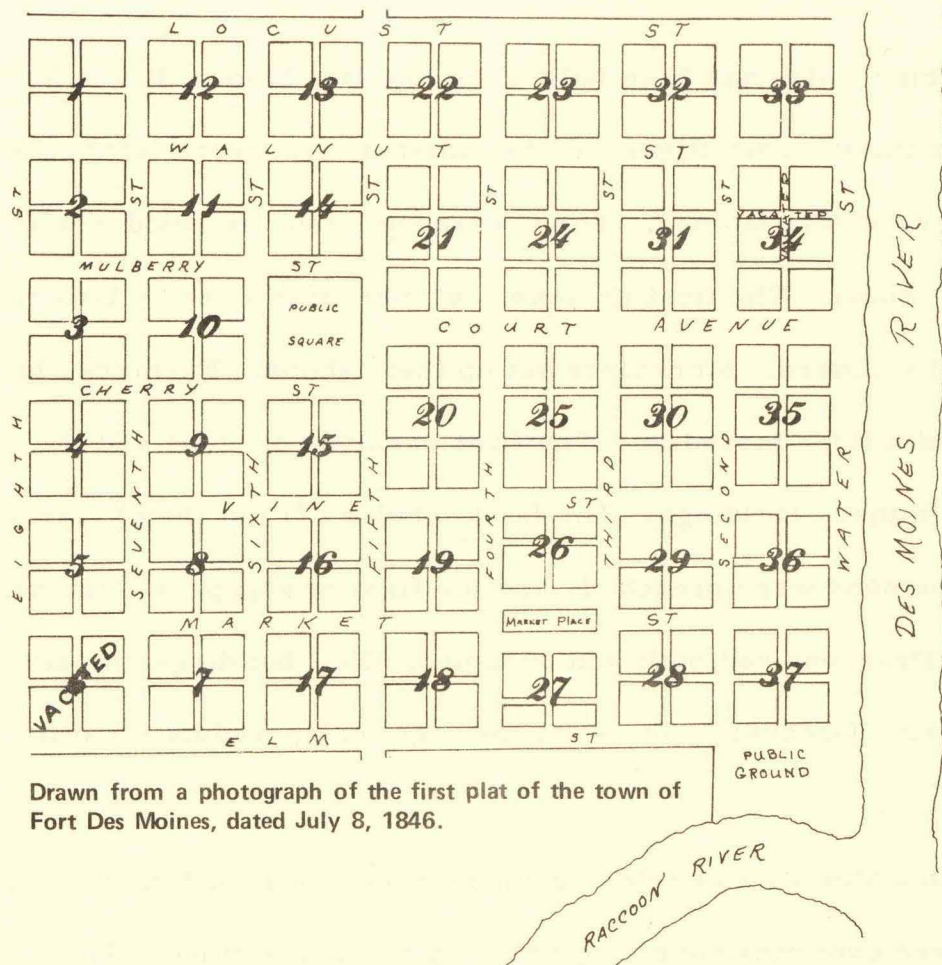 LOCUST ST
1 12 13 22 23 32 33
WALNUT ST
ST ST ST ST ST ST ST ST
2 11 14 21 24 31 34
VACATED
VACATED
MULBERRY ST
3 10
PUBLIC
SQUARE
COURT AVENUE
CHERRY ST
4 9 15 20 25 30 35
EIGHTH SEVENTH SIXTH FIFTH FOURTH THIRD SECOND WATER
VINE ST
5 8 16 19 26 29 36
MARKET ST
MARKET PLACE
VACATED
7 17 18 27 28 37
ELM ST
PUBLIC
GROUND
DES MOINES RIVER
RACCOON RIVER
Drawn from a photograph of the first plat of the town of
Fort Des Moines, dated July 8, 1846.